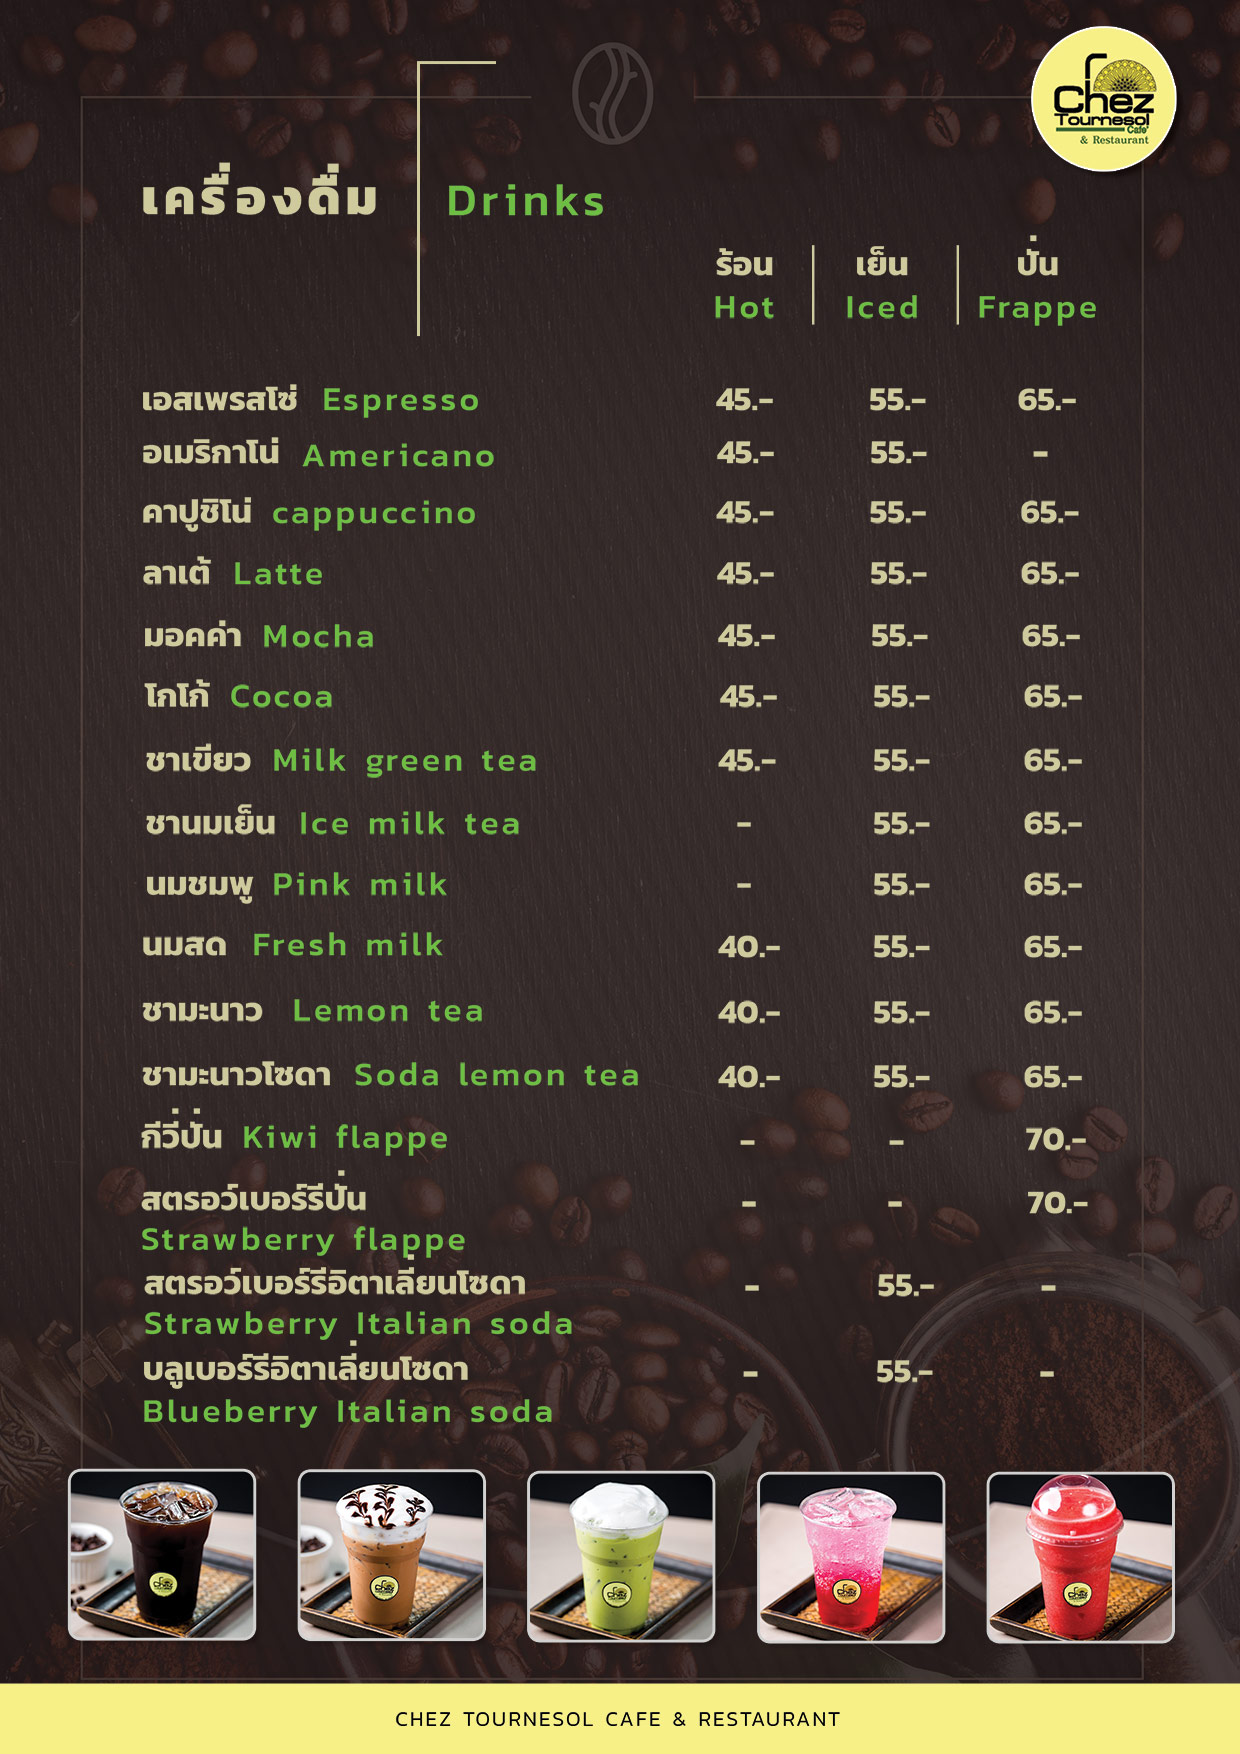 Chez
Tournesol
Cafe'
& Restaurant
เครื่องดื่ม Drinks
ร้อน เย็น ปั่น
Hot Iced Frappe
เอสเพรสโซ่ Espresso 45.- 55.- 65.-
อเมริกาโน่ Americano 45.- 55.- -
คาปูชิโน่ cappuccino 45.- 55.- 65.-
ลาเต้ Latte 45.- 55.- 65.-
มอคค่า Mocha 45.- 55.- 65.-
โกโก้ Cocoa 45.- 55.- 65.-
ชาเขียว Milk green tea 45.- 55.- 65.-
ชานมเย็น Ice milk tea - 55.- 65.-
นมชมพู Pink milk - 55.- 65.-
นมสด Fresh milk 40.- 55.- 65.-
ชามะนาว Lemon tea 40.- 55.- 65.-
ชามะนาวโซดา Soda lemon tea 40.- 55.- 65.-
กีวี่ปั่น Kiwi flappe - - 70.-
สตรอว์เบอร์รีปั่น - - 70.-
Strawberry flappe
สตรอว์เบอร์รีอิตาเลี่ยนโซดา - 55.- -
Strawberry Italian soda
บลูเบอร์รีอิตาเลี่ยนโซดา - 55.- -
Blueberry Italian soda
Chez
Chez
Chez
Chez
Chez
CHEZ TOURNESOL CAFE & RESTAURANT